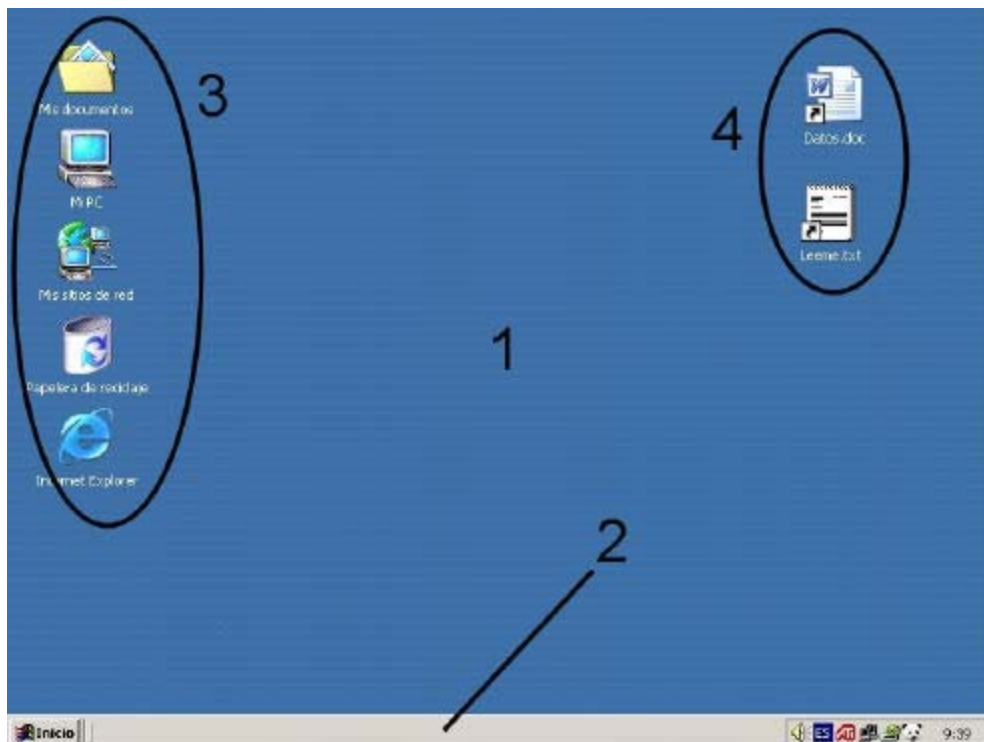 Mis documentos
3
Mi PC
Mis sitios de red
Papelera de reciclaje
Internet Explorer
4
Datos.doc
Leeme.txt
1
2
Inicio
ES
9:39